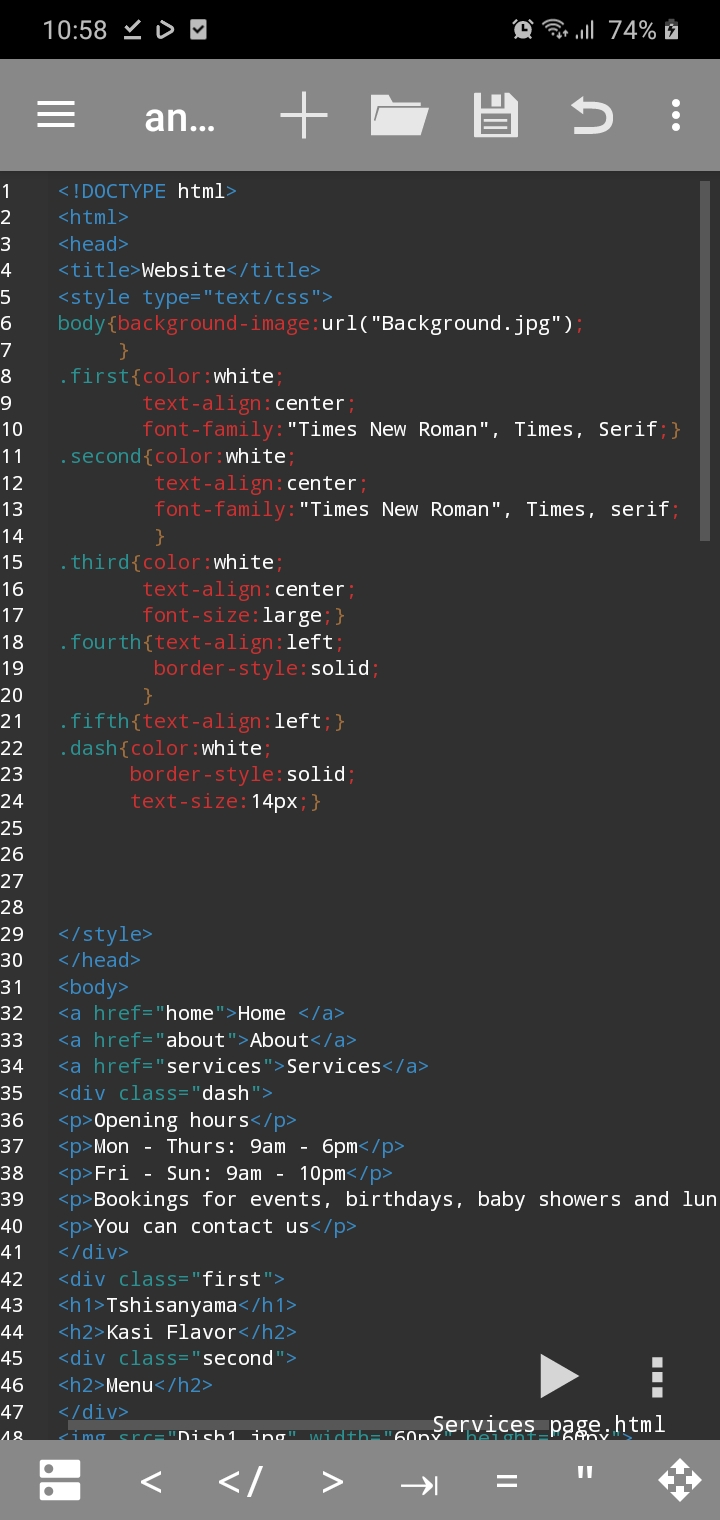 10:58 74%
an...
1 <!DOCTYPE html>
2 <html>
3 <head>
4 <title>Website</title>
5 <style type="text/css">
6 body{background-image:url("Background.jpg");
7 }
8 .first{color:white;
9 text-align:center;
10 font-family:"Times New Roman", Times, Serif;}
11 .second{color:white;
12 text-align:center;
13 font-family:"Times New Roman", Times, serif;
14 }
15 .third{color:white;
16 text-align:center;
17 font-size:large;}
18 .fourth{text-align:left;
19 border-style:solid;
20 }
21 .fifth{text-align:left;}
22 .dash{color:white;
23 border-style:solid;
24 text-size:14px;}
25
26
27
28
29 </style>
30 </head>
31 <body>
32 <a href="home">Home </a>
33 <a href="about">About</a>
34 <a href="services">Services</a>
35 <div class="dash">
36 <p>Opening hours</p>
37 <p>Mon - Thurs: 9am - 6pm</p>
38 <p>Fri - Sun: 9am - 10pm</p>
39 <p>Bookings for events, birthdays, baby showers and lun
40 <p>You can contact us</p>
41 </div>
42 <div class="first">
43 <h1>Tshisanyama</h1>
44 <h2>Kasi Flavor</h2>
45 <div class="second">
46 <h2>Menu</h2>
47 </div>
Services page.html
48 <img src="Dish1.jpg" width="60px" height="60px">
< </ > = "